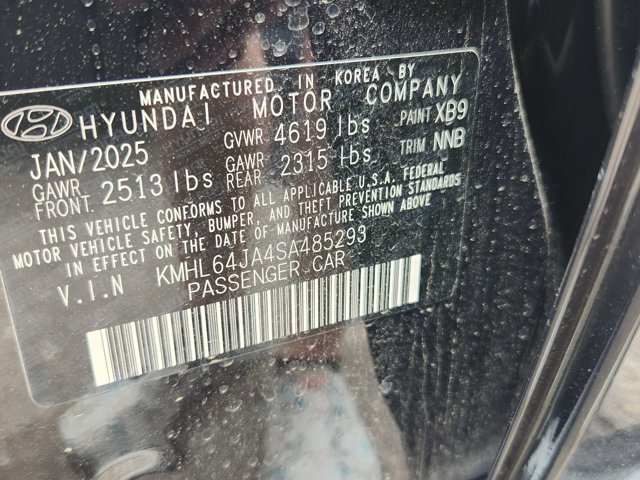 MANUFACTURED IN KOREA BY
HYUNDAI MOTOR COMPANY
JAN/2025 GVWR 4619 lbs PAINT XB9
GAWR FRONT 2513 lbs GAWR REAR 2315 lbs TRIM NNB
THIS VEHICLE CONFORMS TO ALL APPLICABLE U.S.A. FEDERAL
MOTOR VEHICLE SAFETY, BUMPER, AND THEFT PREVENTION STANDARDS
IN EFFECT ON THE DATE OF MANUFACTURE SHOWN ABOVE
V.I.N KMHL64JA4SA485293
PASSENGER CAR